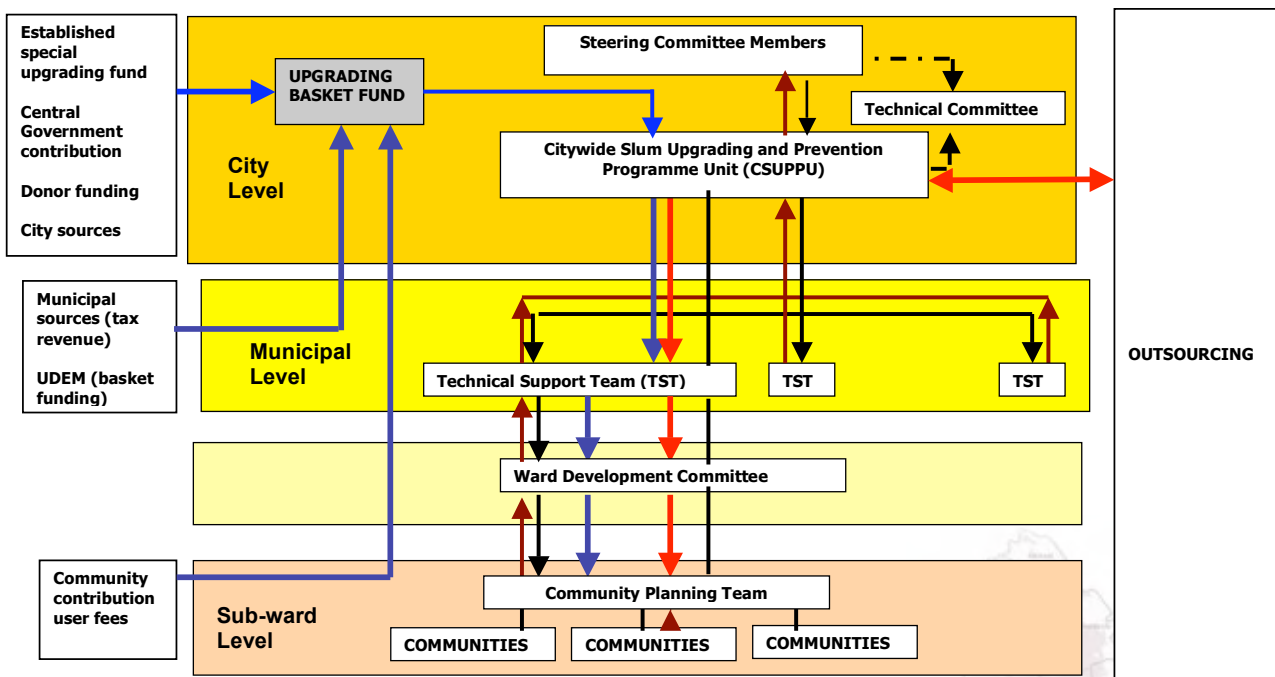 Established
special
upgrading fund
Central
Government
contribution
Donor funding
City sources
UPGRADING
BASKET FUND
City
Level
Steering Committee Members
Technical Committee
Citywide Slum Upgrading and Prevention
Programme Unit (CSUPPU)
Municipal
sources (tax
revenue)
UDEM (basket
funding)
Municipal
Level
Technical Support Team (TST)
TST
TST
OUTSOURCING
Ward Development Committee
Community
contribution
user fees
Sub-ward
Level
Community Planning Team
COMMUNITIES
COMMUNITIES
COMMUNITIES